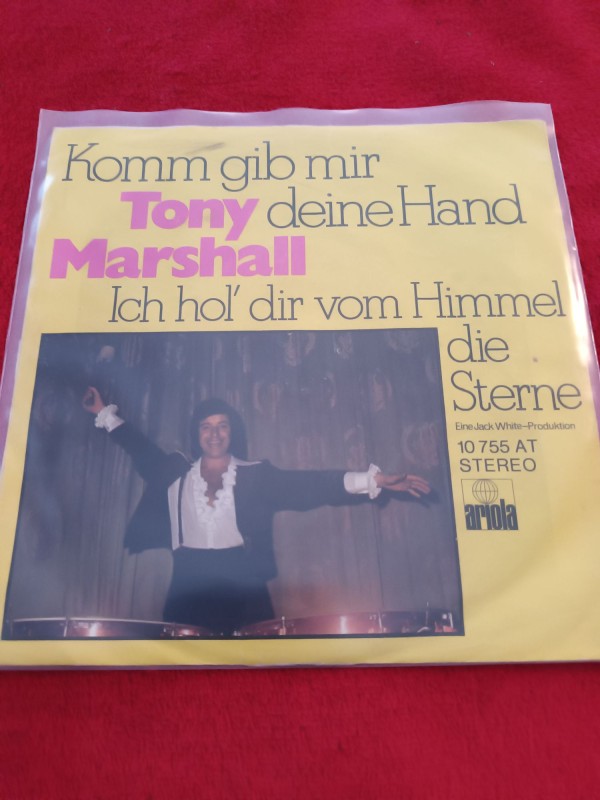 Komm gib mir
Tony deine Hand
Marshall
Ich hol' dir vom Himmel
die
Sterne
Eine Jack White-Produktion
10 755 AT
STEREO
ariola